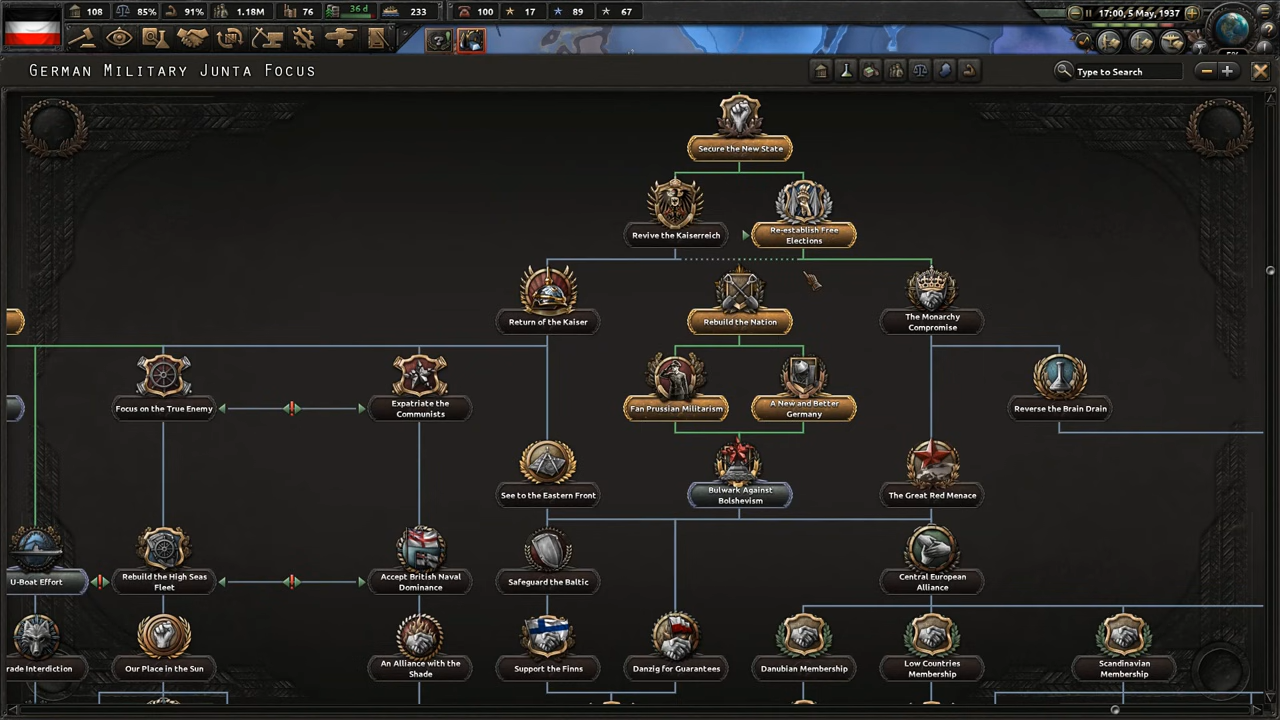 108
85%
91%
1.18M
76
36 d
233
100
17
89
67
17:00, 5 May, 1937
German Military Junta Focus
Type to Search
Secure the New State
Revive the Kaiserreich
Re-establish Free
Elections
Return of the Kaiser
Rebuild the Nation
The Monarchy
Compromise
Focus on the True Enemy
Expatriate the
Communists
Fan Prussian Militarism
A New and Better
Germany
Reverse the Brain Drain
See to the Eastern Front
Bulwark Against
Bolshevism
The Great Red Menace
U-Boat Effort
Rebuild the High Seas
Fleet
Accept British Naval
Dominance
Safeguard the Baltic
Central European
Alliance
rade Interdiction
Our Place in the Sun
An Alliance with the
Shade
Support the Finns
Danzig for Guarantees
Danubian Membership
Low Countries
Membership
Scandinavian
Membership